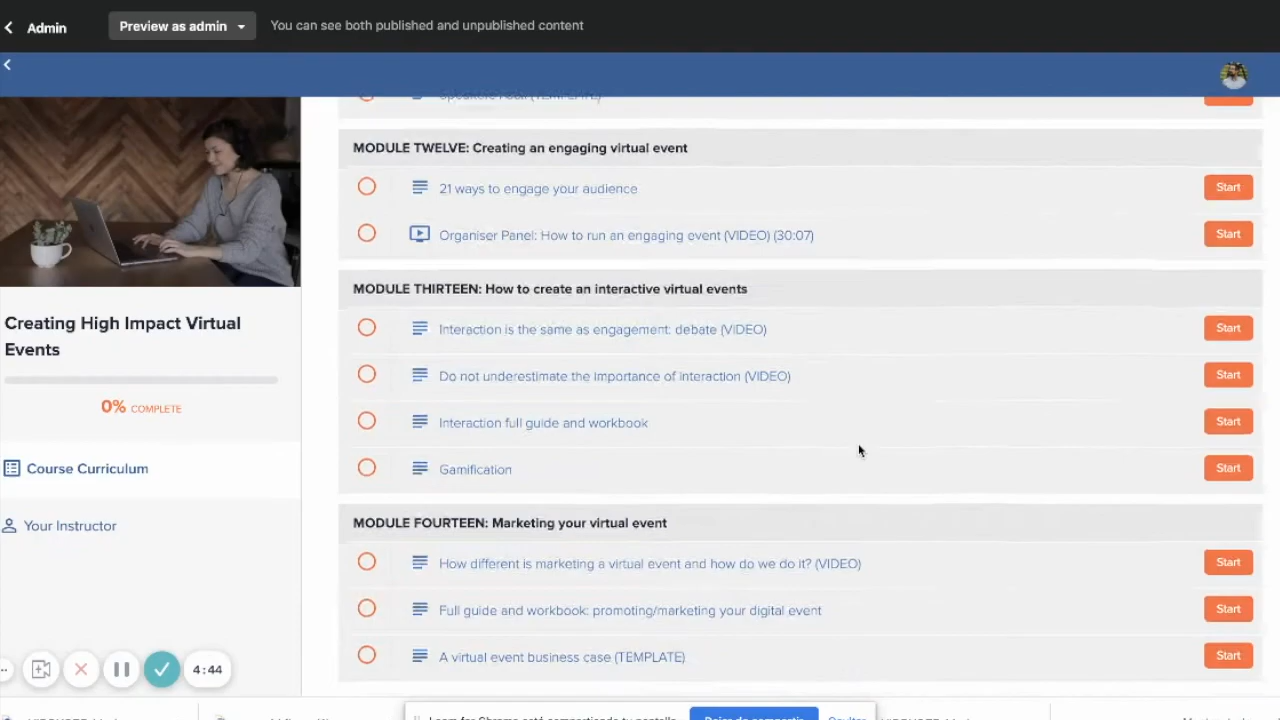 Admin
Preview as admin
You can see both published and unpublished content
MODULE TWELVE: Creating an engaging virtual event
21 ways to engage your audience
Start
Organiser Panel: How to run an engaging event (VIDEO) (30:07)
Start
MODULE THIRTEEN: How to create an interactive virtual events
Interaction is the same as engagement: debate (VIDEO)
Start
Do not underestimate the importance of interaction (VIDEO)
Start
Interaction full guide and workbook
Start
Gamification
Start
MODULE FOURTEEN: Marketing your virtual event
How different is marketing a virtual event and how do we do it? (VIDEO)
Start
Full guide and workbook: promoting/marketing your digital event
Start
A virtual event business case (TEMPLATE)
Start
Creating High Impact Virtual
Events
0% COMPLETE
Course Curriculum
Your Instructor
4:44